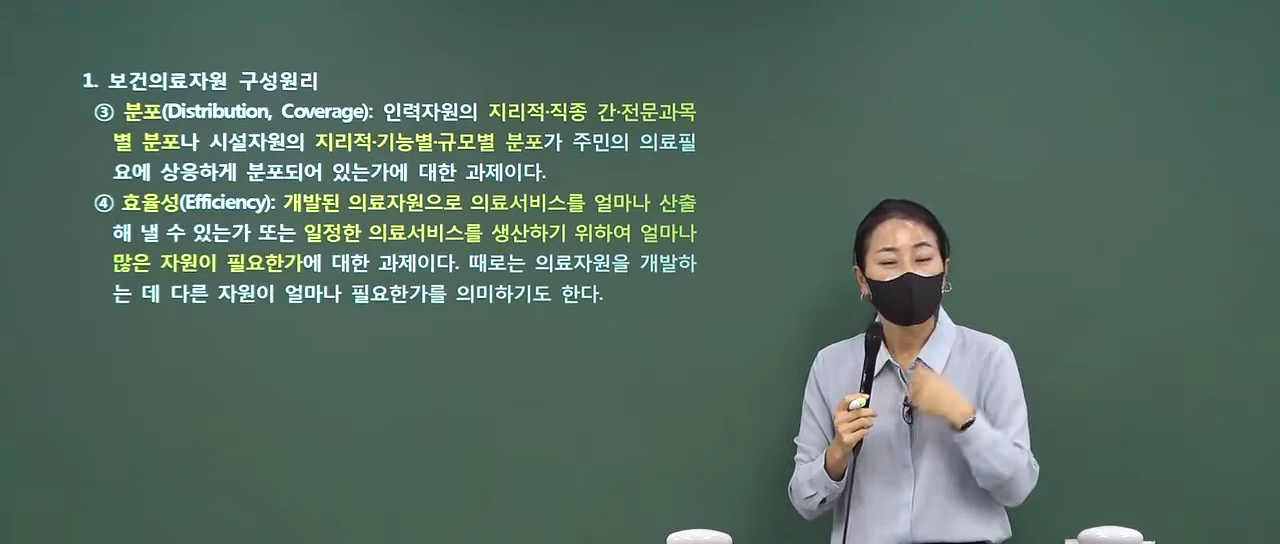 1. 보건의료자원 구성원리
③ 분포(Distribution, Coverage): 인력자원의 지리적·직종 간·전문과목
별 분포나 시설자원의 지리적·기능별·규모별 분포가 주민의 의료필
요에 상응하게 분포되어 있는가에 대한 과제이다.
④ 효율성(Efficiency): 개발된 의료자원으로 의료서비스를 얼마나 산출
해 낼 수 있는가 또는 일정한 의료서비스를 생산하기 위하여 얼마나
많은 자원이 필요한가에 대한 과제이다. 때로는 의료자원을 개발하
는 데 다른 자원이 얼마나 필요한가를 의미하기도 한다.